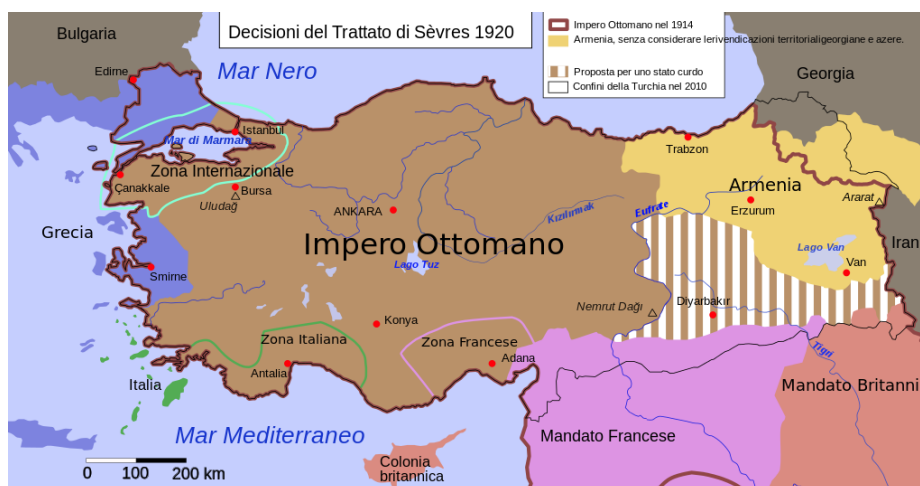 Decisioni del Trattato di Sèvres 1920
Impero Ottomano nel 1914
Armenia, senza considerare lerivendicazioni territorialigeorgiane e azere.
Proposta per uno stato curdo
Confini della Turchia nel 2010
Bulgaria
Edime
Mar Nero
Georgia
Istanbul
Mar di Marmara
Trabzon
Zona Internazionale
Çanakkale
Bursa
Uludağ
Armenia
Ararat
Erzurum
ANKARA
Kızılırmak
Eufrate
Grecia
Impero Ottomano
Lago Van
Iran
Lago Tuz
Smirne
Van
Nemrut Dağı
Diyarbakır
Konya
Zona Italiana
Zona Francese
Tigri
Antalia
Adana
Italia
Mandato Britanni
Mar Mediterraneo
Mandato Francese
Colonia
britannica
0 100 200 km